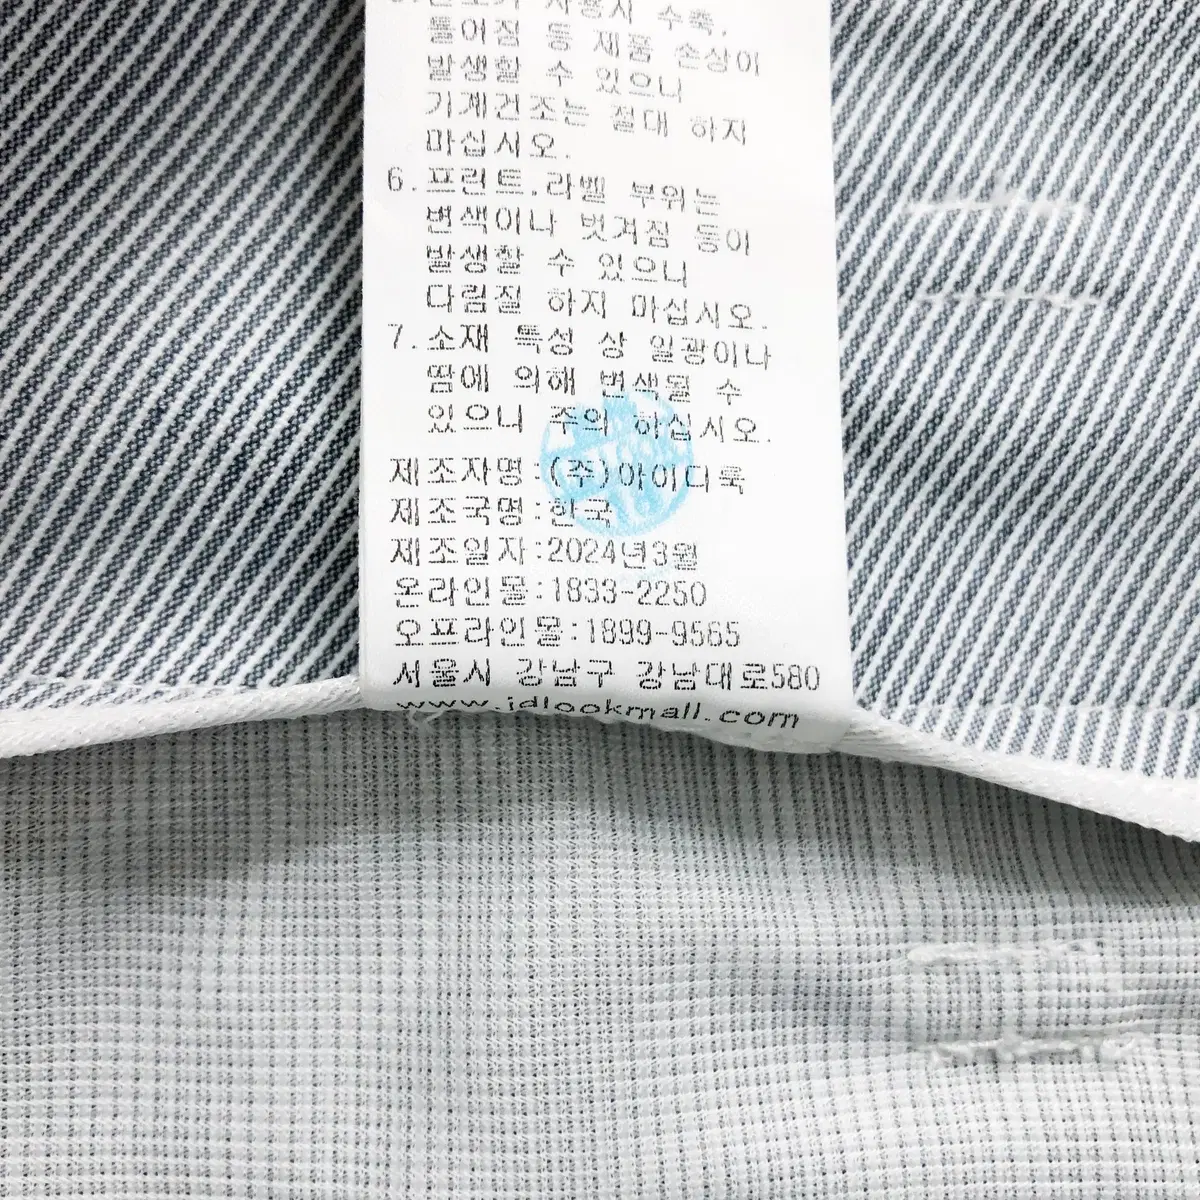 사용시 수축,
틀어짐 등 제품 손상이
발생할 수 있으니
기계건조는 절대 하지
마십시오.
6.프린트.라벨 부위는
변색이나 벗겨짐 등이
발생할 수 있으니
다림질 하지 마십시오.
7.소재 특성 상 일광이나
땀에 의해 변색될 수
있으니 주의 하십시오.
제조자명:(주)아이디룩
제조국명:한국
제조일자:2024년3월
온라인몰:1833-2250
오프라인몰:1899-9565
서울시 강남구 강남대로580
www.idlookmall.com